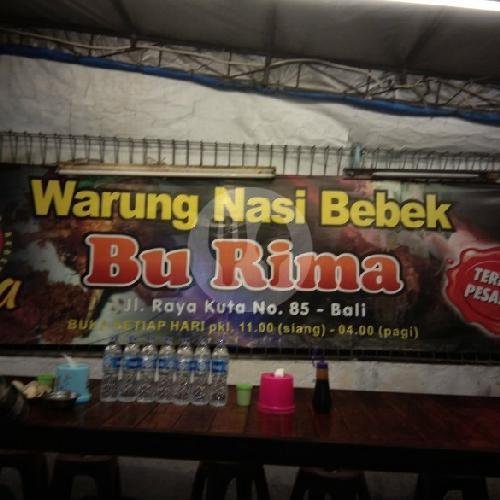 Warung Nasi Bebek
Bu Rima
Jl. Raya Kuta No. 85 - Bali
BUKA SETIAP HARI pkl. 11.00 (siang) - 04.00 (pagi)